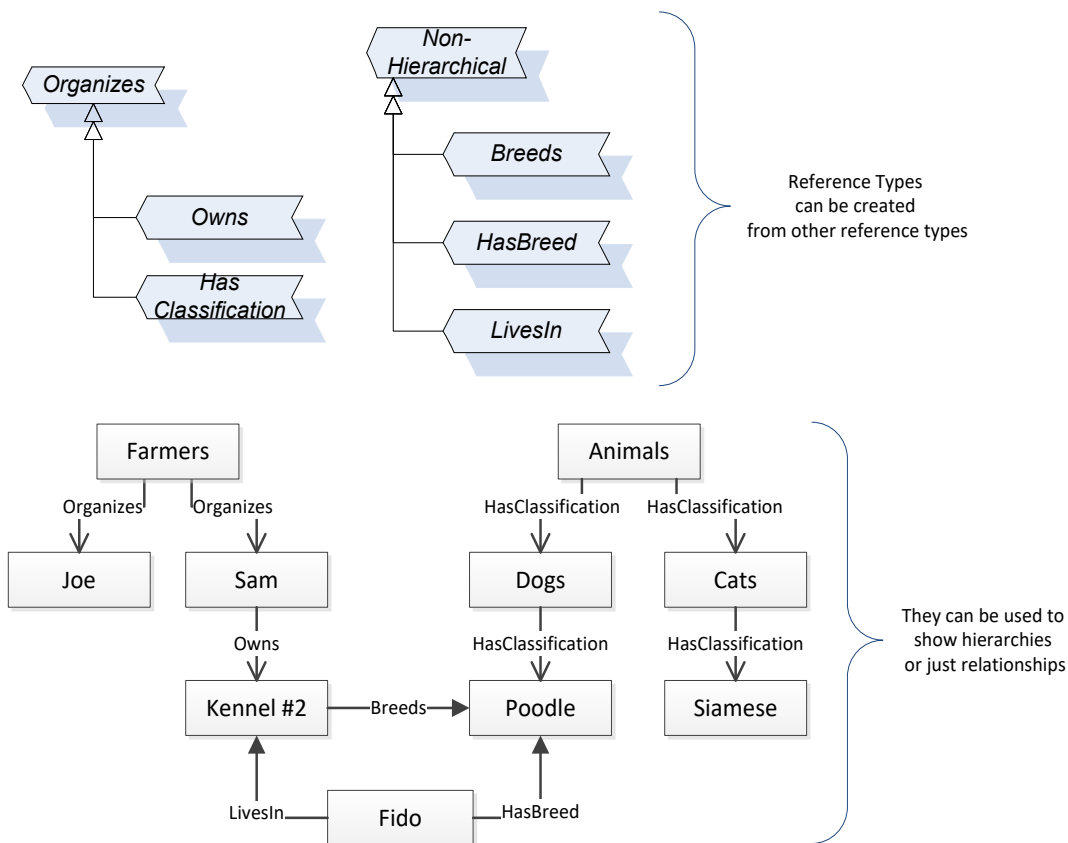 Organizes
Owns
Has
Classification
Non-
Hierarchical
Breeds
HasBreed
LivesIn
Reference Types
can be created
from other reference types
Farmers
Animals
Organizes
Organizes
HasClassification
HasClassification
Joe
Sam
Dogs
Cats
Owns
HasClassification
HasClassification
Kennel #2
Breeds
Poodle
Siamese
LivesIn
Fido
HasBreed
They can be used to
show hierarchies
or just relationships